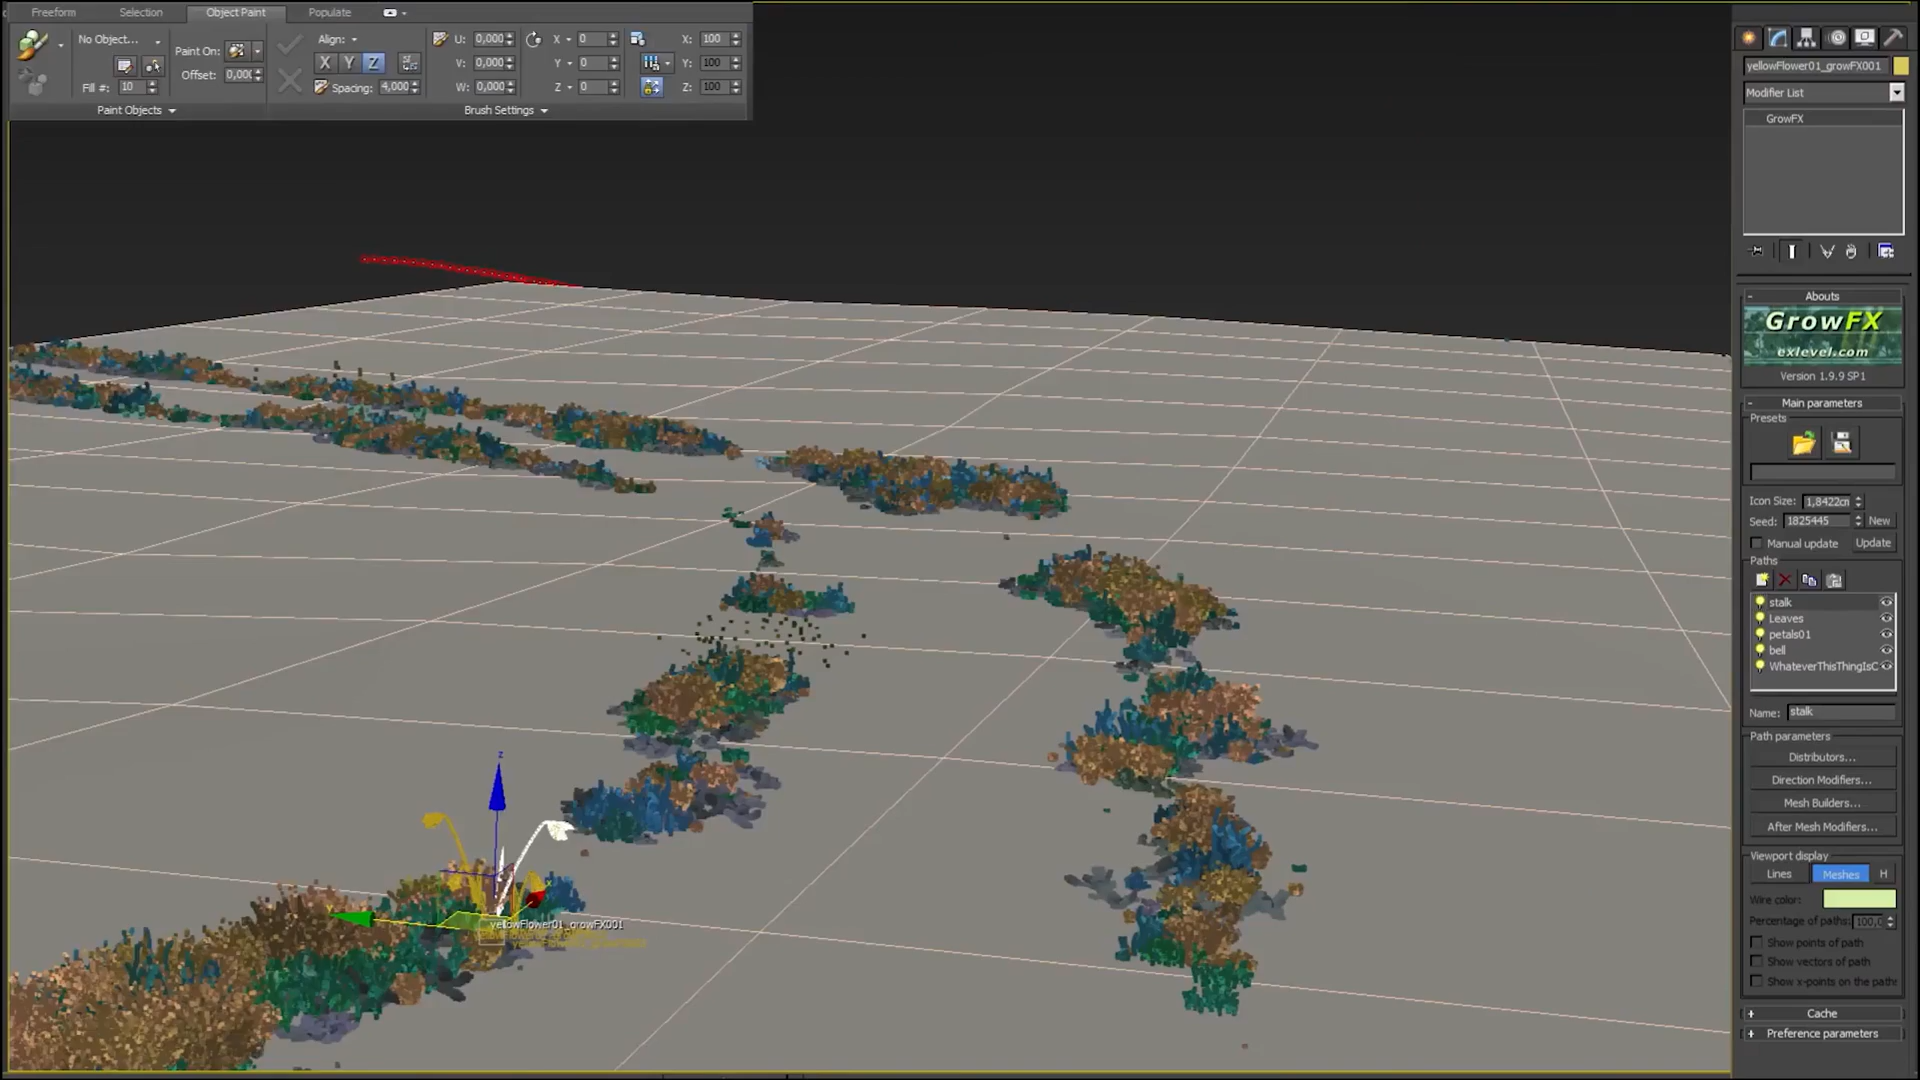 Freeform Selection Object Paint Populate
No Object... Paint On: Align: U: 0,000 X 0 X: 100
Offset: 0,000 X Y Z V: 0,000 Y 0 Y: 100
Fill #: 10 Spacing: 4,000 W: 0,000 Z 0 Z: 100
Paint Objects Brush Settings
yellowFlower01_growFX001
Modifier List
GrowFX
Abouts
GrowFX
exlevel.com
Version 1.9.9 SP1
Main parameters
Presets
Icon Size: 1,8422cm
Seed: 1825445 New
Manual update Update
Paths
stalk
Leaves
petals01
bell
WhateverThisThingIsC
Name: stalk
Path parameters
Distributors...
Direction Modifiers...
Mesh Builders...
After Mesh Modifiers...
Viewport display
Lines Meshes H
Wire color:
Percentage of paths: 100,0
Show points of path
Show vectors of path
Show x-points on the paths
Cache
Preference parameters
z
x
y
yellowFlower01_growFX001